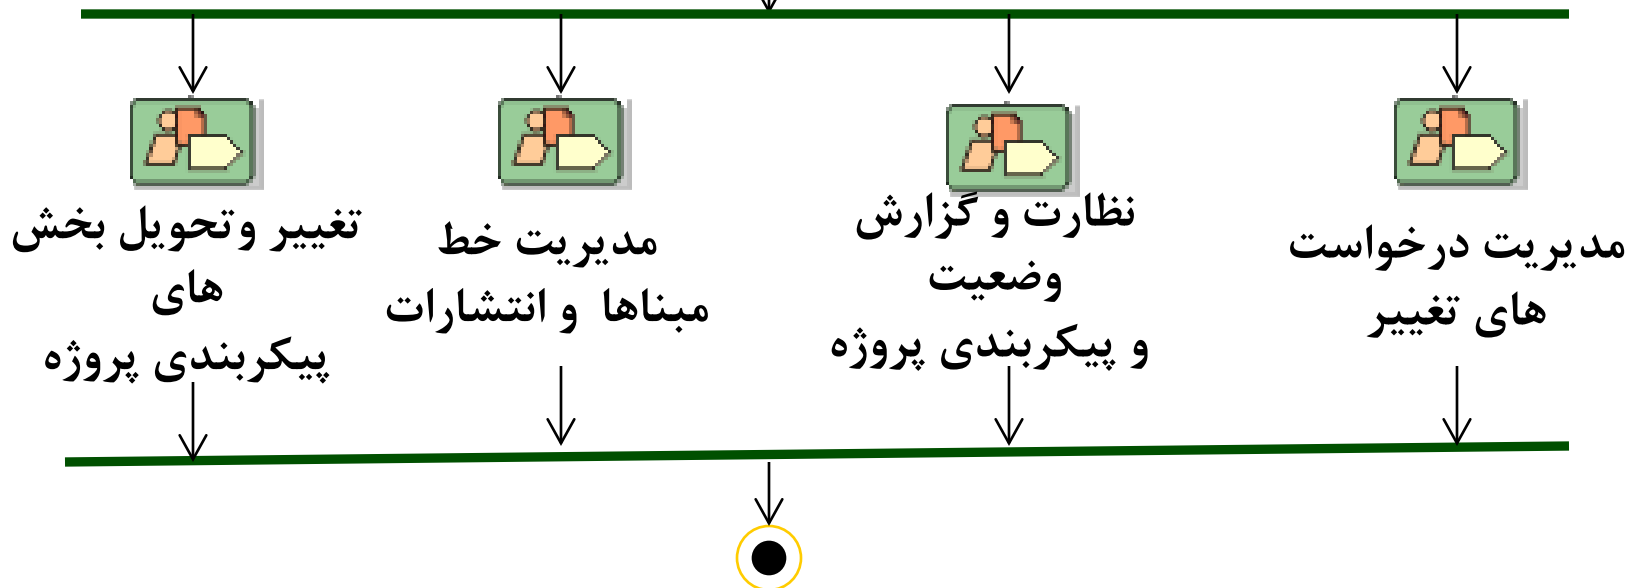 مدیریت درخواست
های تغییر
نظارت و گزارش
وضعیت
و پیکربندی پروژه
مدیریت خط
مبناها و انتشارات
تغییر وتحویل بخش
های
پیکربندی پروژه